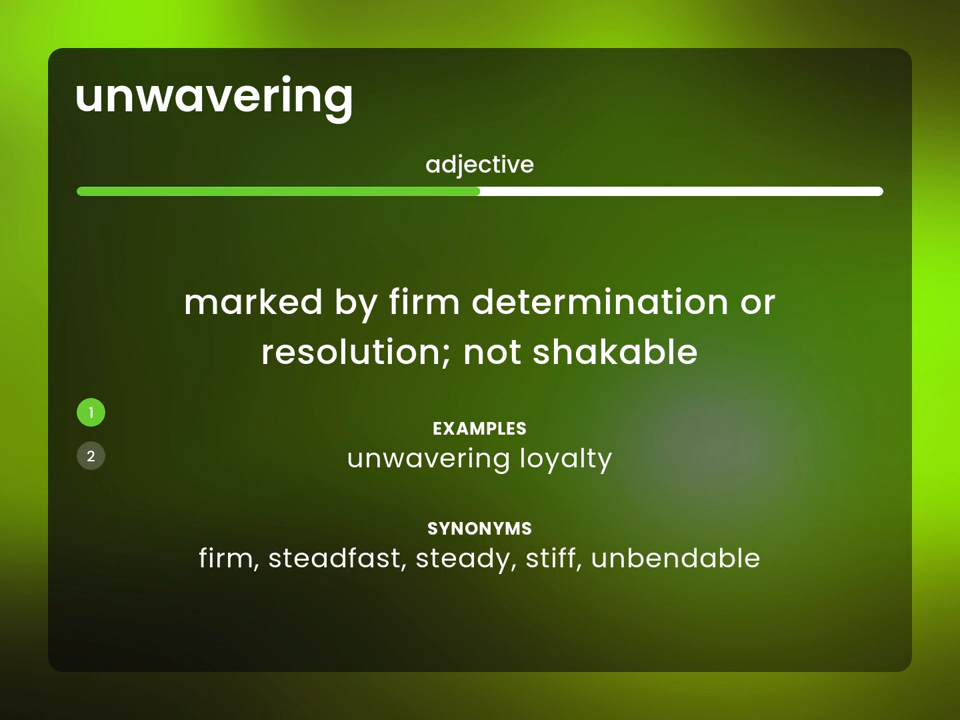 unwavering
adjective
marked by firm determination or
resolution; not shakable
1
2
EXAMPLES
unwavering loyalty
SYNONYMS
firm, steadfast, steady, stiff, unbendable